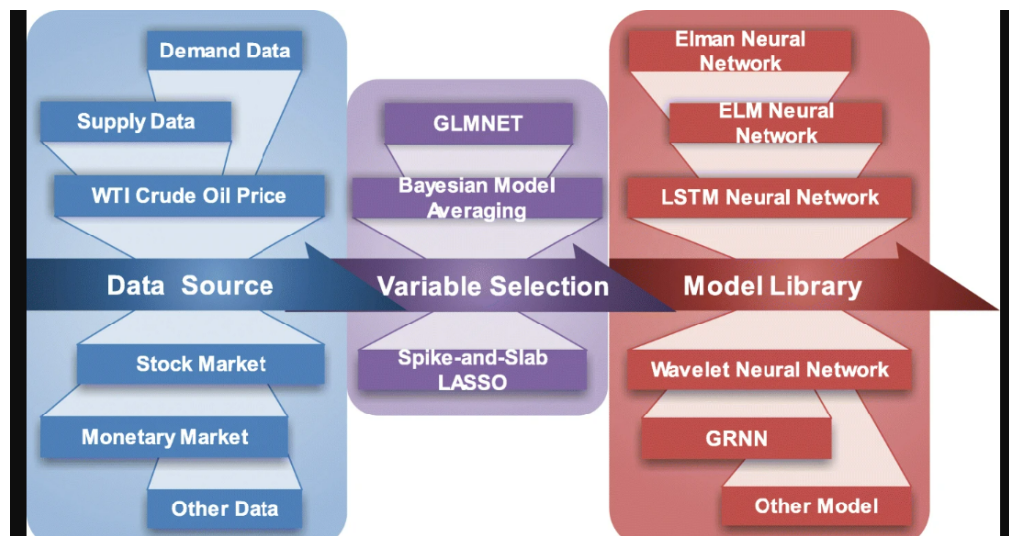 Demand Data
Supply Data
WTI Crude Oil Price
Data Source
Stock Market
Monetary Market
Other Data
GLMNET
Bayesian Model
Averaging
Variable Selection
Spike-and-Slab
LASSO
Elman Neural
Network
ELM Neural
Network
LSTM Neural Network
Model Library
Wavelet Neural Network
GRNN
Other Model